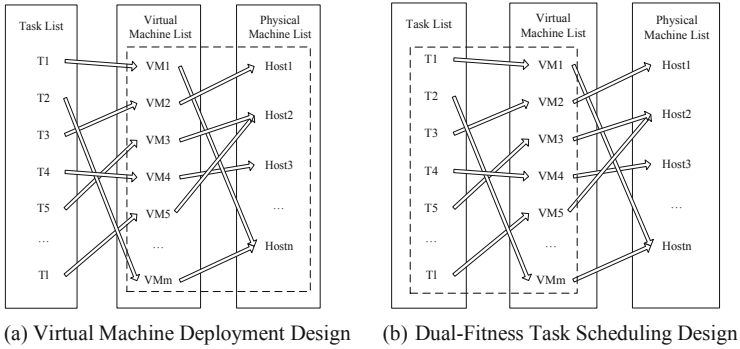 Task List
Virtual
Machine List
Physical
Machine List
T1
T2
T3
T4
T5
...
Tl
VM1
VM2
VM3
VM4
VM5
...
VMm
Host1
Host2
Host3
...
Hostn
(a) Virtual Machine Deployment Design
Task List
Virtual
Machine List
Physical
Machine List
T1
T2
T3
T4
T5
...
Tl
VM1
VM2
VM3
VM4
VM5
...
VMm
Host1
Host2
Host3
...
Hostn
(b) Dual-Fitness Task Scheduling Design